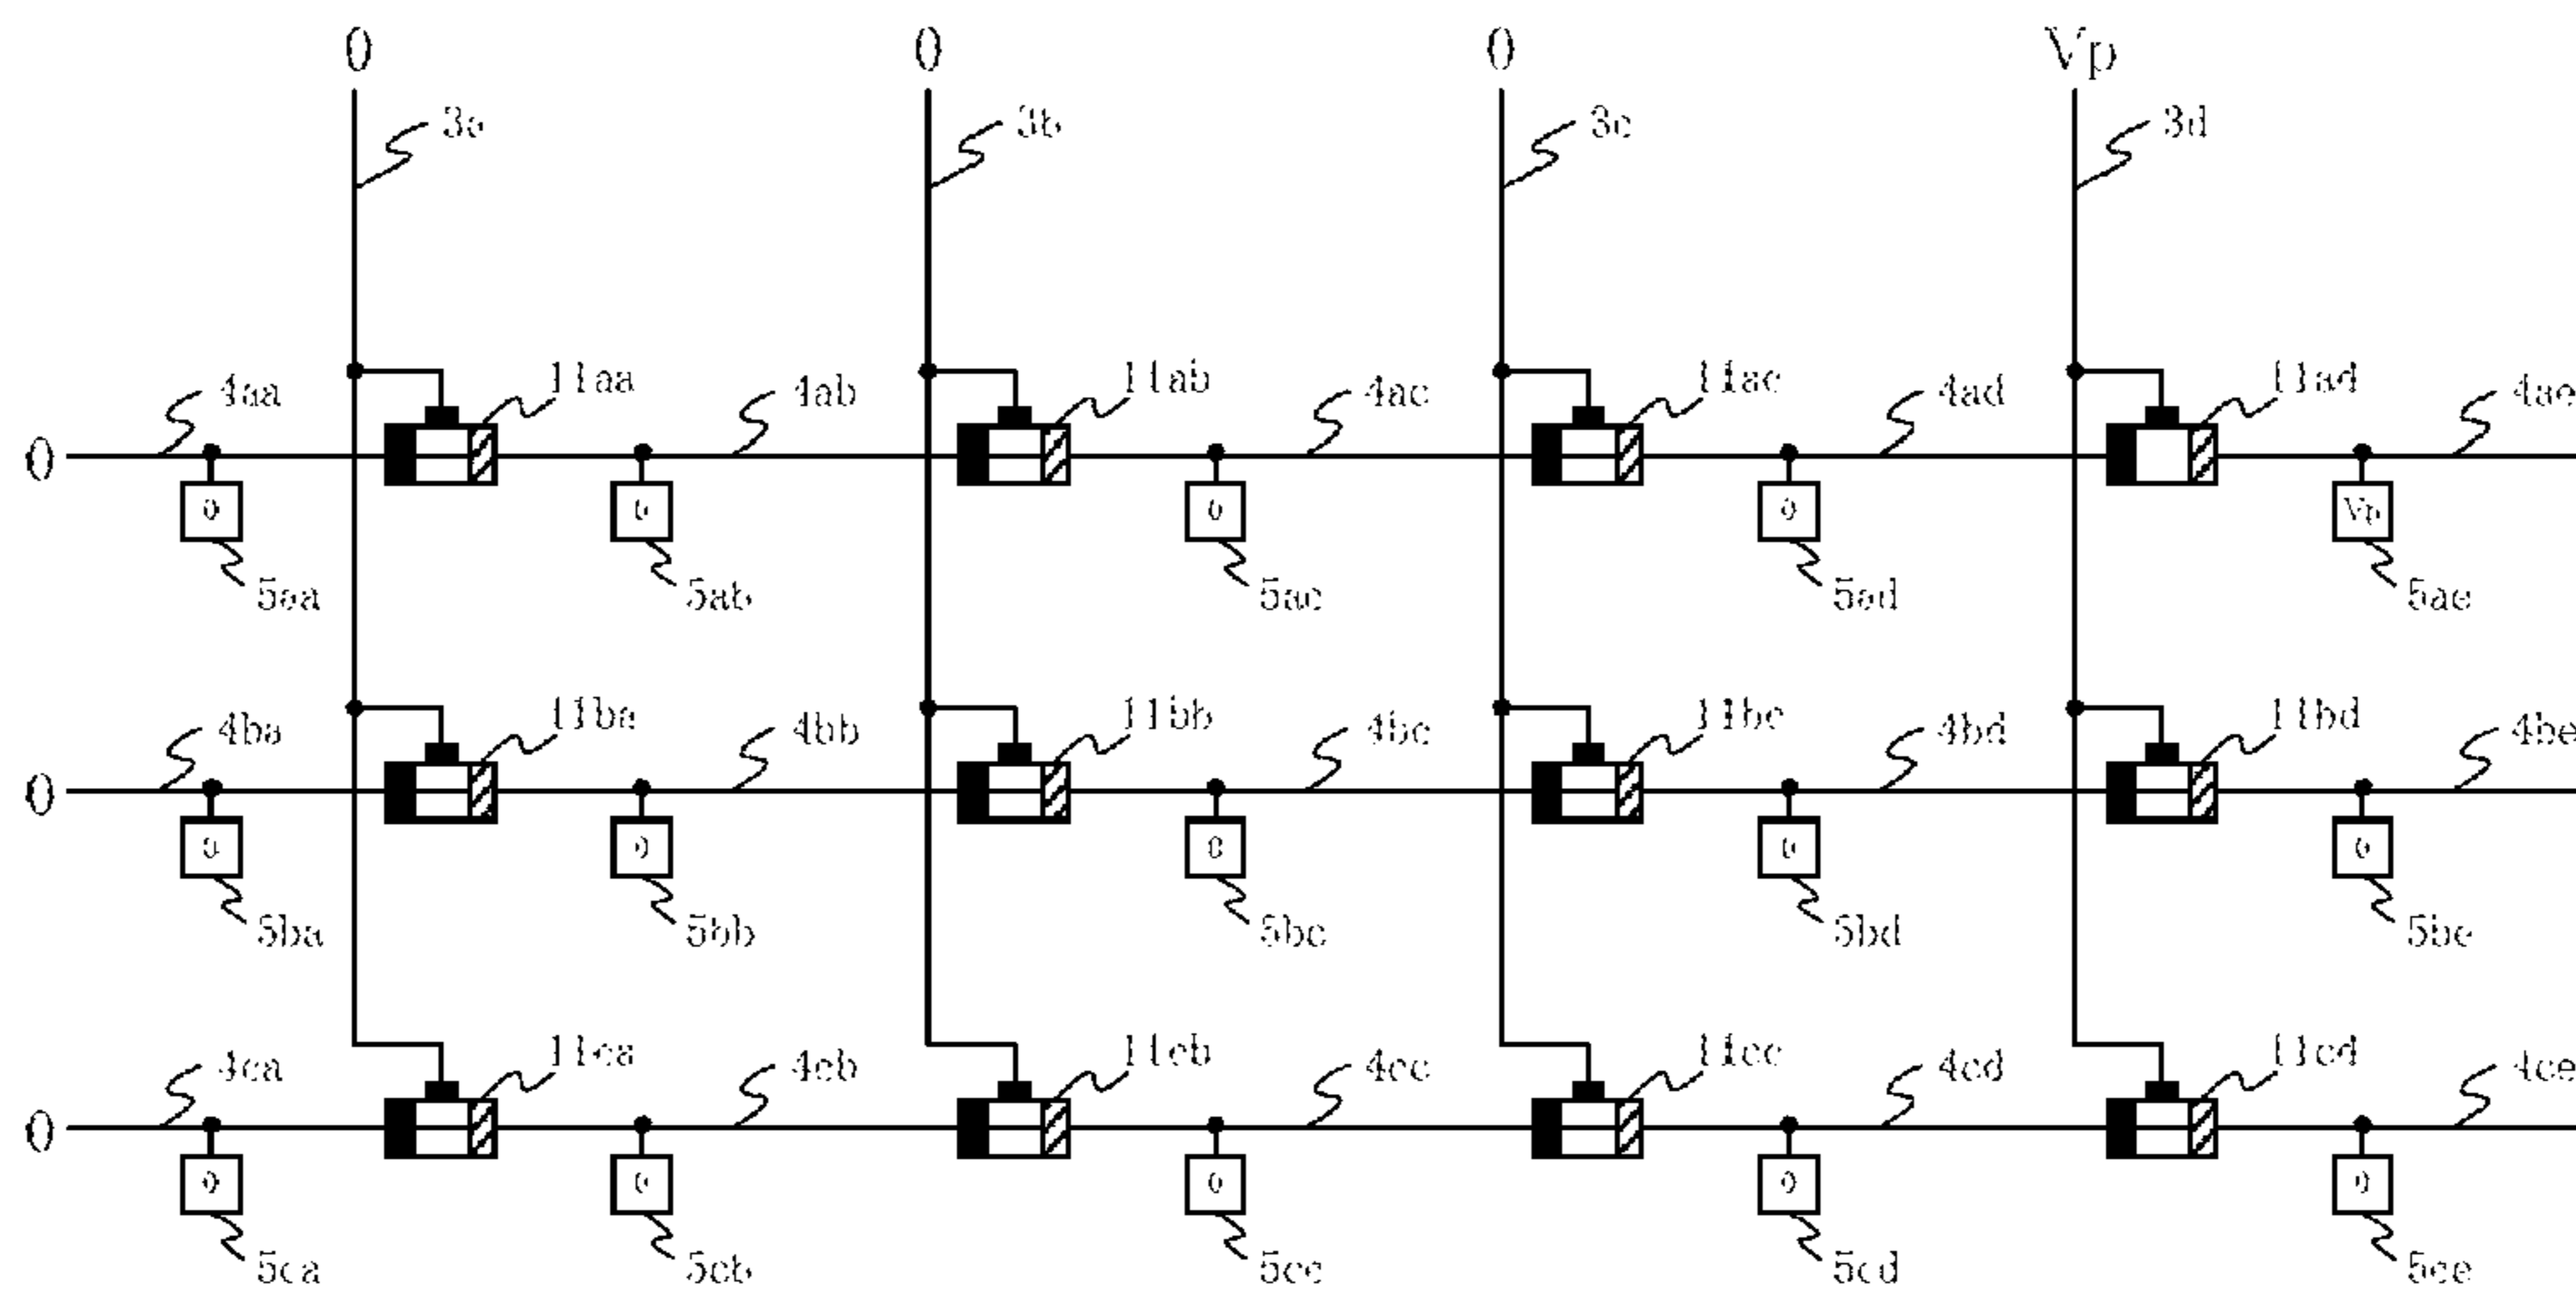 0 0 0 Vp
3a 3b 3c 3d
11aa 11ab 11ac 11ad
4aa 4ab 4ac 4ad 4ae
0
0 0 0 0 Vp
5aa 5ab 5ac 5ad 5ae
11ba 11bb 11bc 11bd
4ba 4bb 4bc 4bd 4be
0
0 0 0 0 0
5ba 5bb 5bc 5bd 5be
11ca 11cb 11cc 11cd
4ca 4cb 4cc 4cd 4ce
0
0 0 0 0 0
5ca 5cb 5cc 5cd 5ce